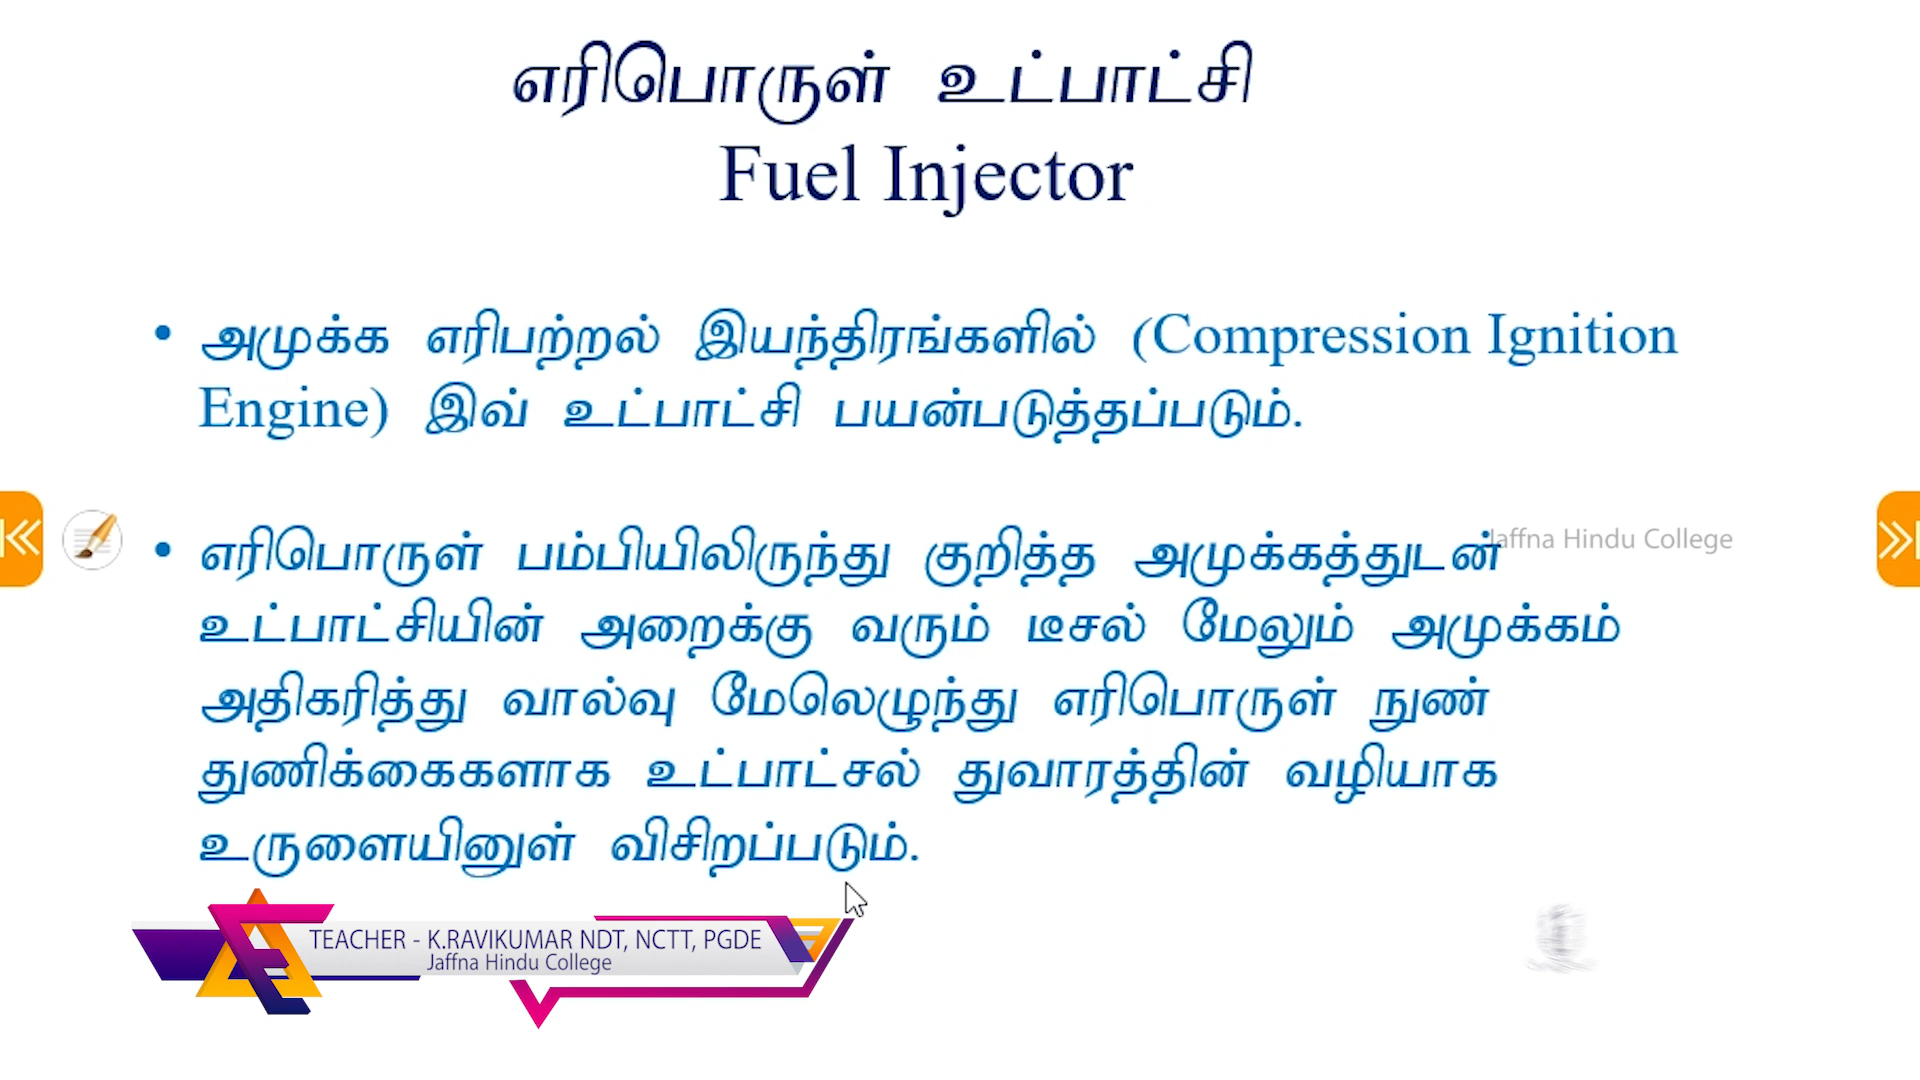 எரிபொருள் உட்பாட்சி
Fuel Injector
• அமுக்க எரிபற்றல் இயந்திரங்களில் (Compression Ignition
Engine) இவ் உட்பாட்சி பயன்படுத்தப்படும்.
• எரிபொருள் பம்பியிலிருந்து குறித்த அமுக்கத்துடன்
உட்பாட்சியின் அறைக்கு வரும் டீசல் மேலும் அமுக்கம்
அதிகரித்து வால்வு மேலெழுந்து எரிபொருள் நுண்
துணிக்கைகளாக உட்பாட்சல் துவாரத்தின் வழியாக
உருளையினுள் விசிறப்படும்.
Jaffna Hindu College
TEACHER - K.RAVIKUMAR NDT, NCTT, PGDE
Jaffna Hindu College